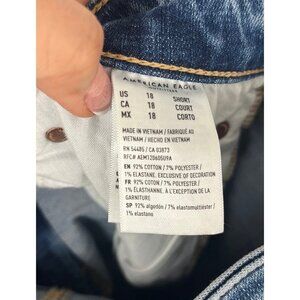 AMERICAN EAGLE
OUTFITTERS
US 18 SHORT
CA 18 COURT
MX 18 CORTO
MADE IN VIETNAM / FABRIQUÉ AU
VIETNAM / HECHO EN VIETNAM
RN 54485 / CA 03873
RFC# AEM120605U9A
EN 92% COTTON / 7% POLYESTER /
1% ELASTANE. EXCLUSIVE OF DECORATION
FR 92% COTON / 7% POLYESTER /
1% ÉLASTHANNE. À L'EXCEPTION DE LA
GARNITURE
SP 92% algodón / 7% elastomultiéster /
1% elastano